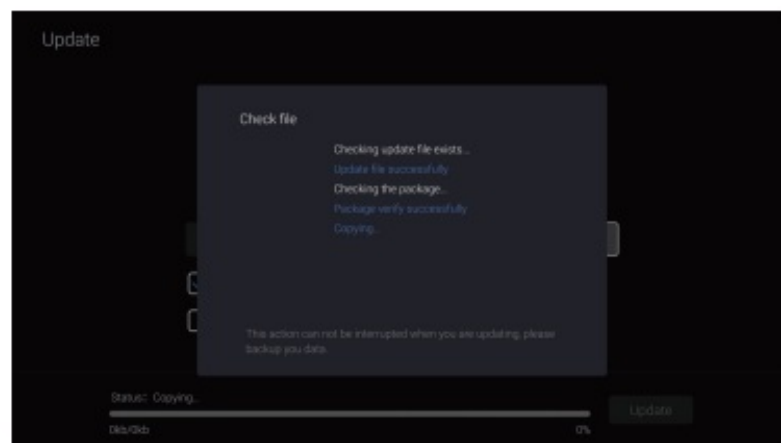 Update
Check file
Checking update file exists...
Update file successfully
Checking the package...
Package verify successfully
Copying...
This action can not be interrupted when you are updating, please
backup you data.
Status: Copying...
0kb/0kb
0%
Update